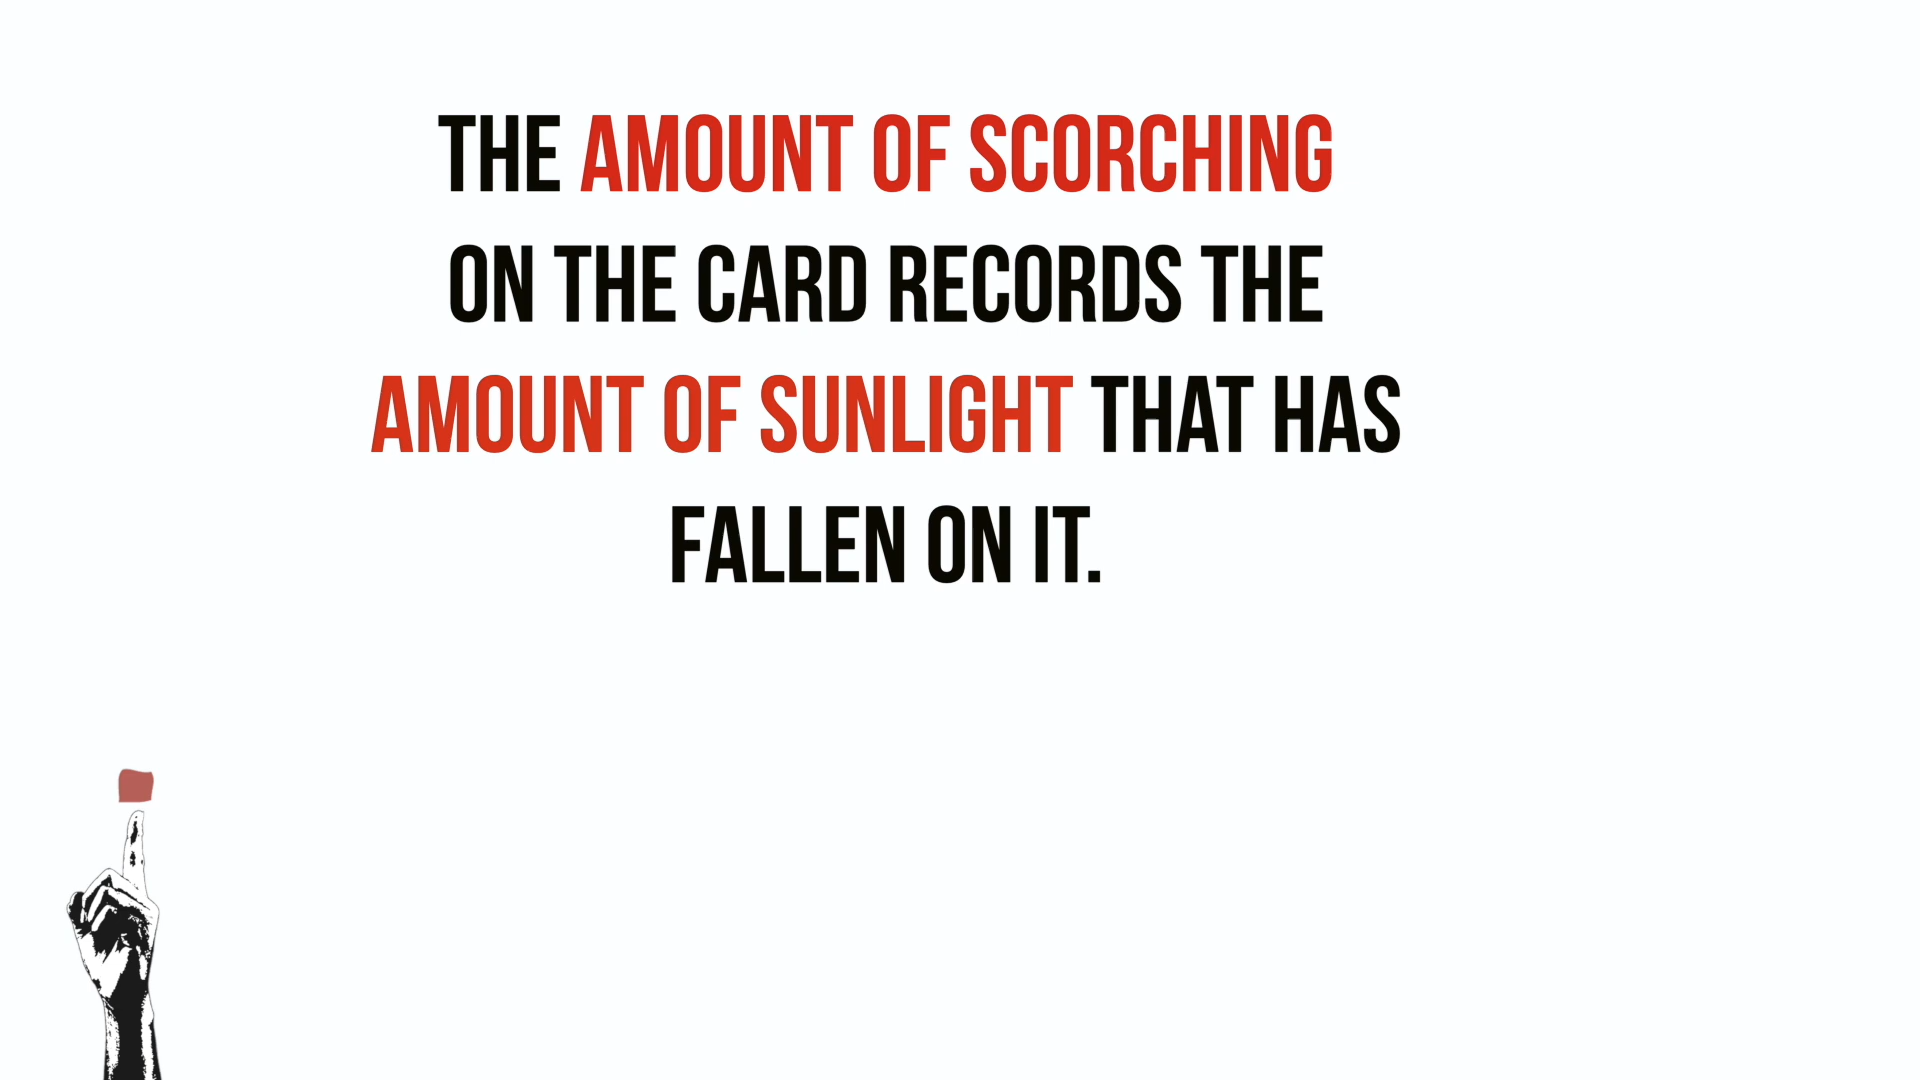 THE AMOUNT OF SCORCHING
ON THE CARD RECORDS THE
AMOUNT OF SUNLIGHT THAT HAS
FALLEN ON IT.